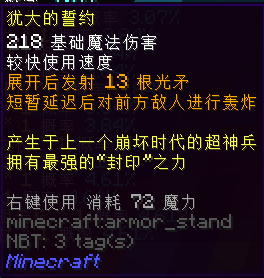 犹大的誓约
218 基础魔法伤害
较快使用速度
展开后发射 13 根光矛
短暂延迟后对前方敌人进行轰炸
产生于上一个崩坏时代的超神兵
拥有最强的“封印”之力
右键使用 消耗 72 魔力
minecraft:armor_stand
NBT: 3 tag(s)
Minecraft